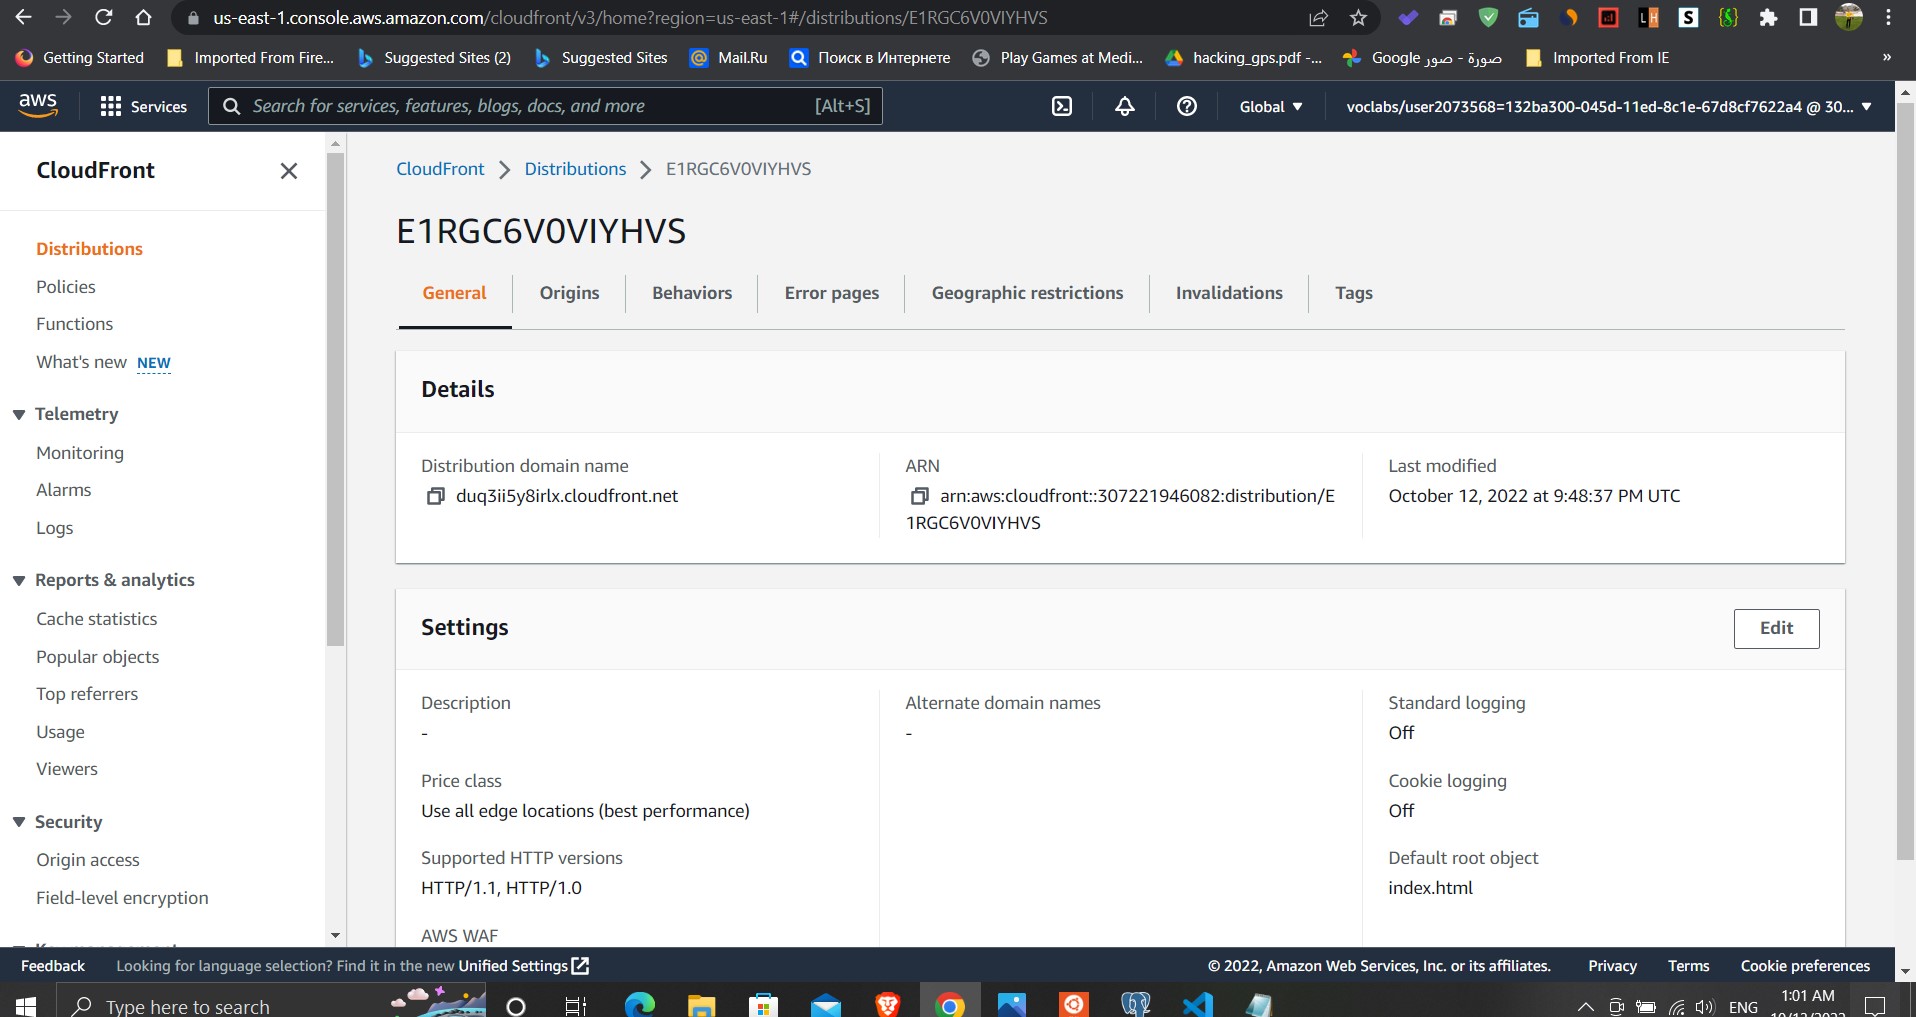 us-east-1.console.aws.amazon.com/cloudfront/v3/home?region=us-east-1#/distributions/E1RGC6V0VIYHVS
Getting Started Imported From Fire... Suggested Sites (2) Suggested Sites Mail.Ru Поиск в Интернете Play Games at Medi... hacking_gps.pdf -... Google صورة - صور Imported From IE »
aws Services Search for services, features, blogs, docs, and more [Alt+S] Global voclabs/user2073568=132ba300-045d-11ed-8c1e-67d8cf7622a4 @ 30...
CloudFront
Distributions
Policies
Functions
What's new NEW
Telemetry
Monitoring
Alarms
Logs
Reports & analytics
Cache statistics
Popular objects
Top referrers
Usage
Viewers
Security
Origin access
Field-level encryption
CloudFront Distributions E1RGC6V0VIYHVS
E1RGC6V0VIYHVS
General Origins Behaviors Error pages Geographic restrictions Invalidations Tags
Details
Distribution domain name
duq3ii5y8irlx.cloudfront.net
ARN
arn:aws:cloudfront::307221946082:distribution/E
1RGC6V0VIYHVS
Last modified
October 12, 2022 at 9:48:37 PM UTC
Settings
Edit
Description
-
Price class
Use all edge locations (best performance)
Supported HTTP versions
HTTP/1.1, HTTP/1.0
AWS WAF
Alternate domain names
-
Standard logging
Off
Cookie logging
Off
Default root object
index.html
Feedback Looking for language selection? Find it in the new Unified Settings © 2022, Amazon Web Services, Inc. or its affiliates. Privacy Terms Cookie preferences
Type here to search ENG 1:01 AM